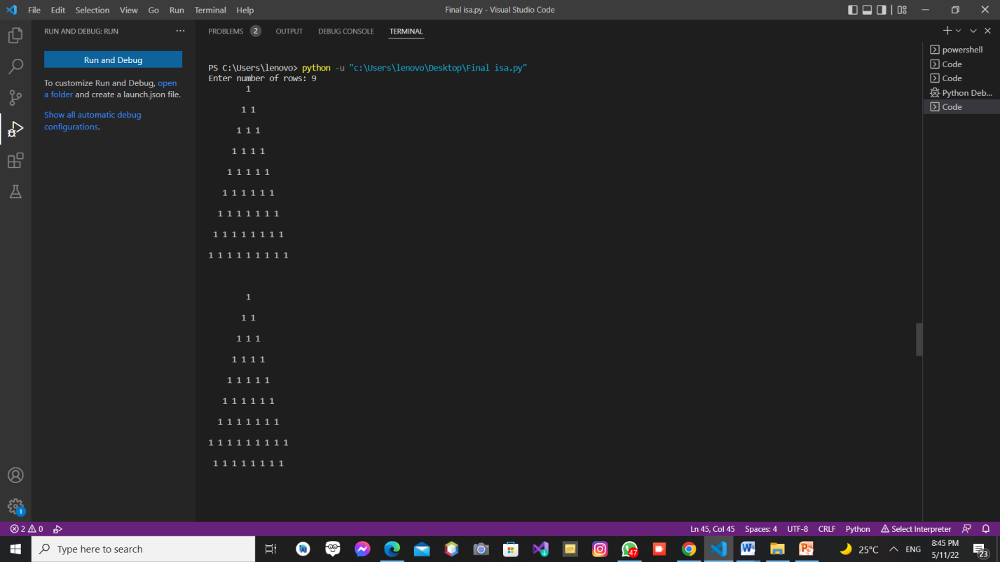 File Edit Selection View Go Run Terminal Help
Final isa.py - Visual Studio Code
RUN AND DEBUG: RUN
Run and Debug
To customize Run and Debug, open
a folder and create a launch.json file.
Show all automatic debug
configurations.
PROBLEMS 2 OUTPUT DEBUG CONSOLE TERMINAL
PS C:\Users\lenovo> python -u "c:\Users\lenovo\Desktop\Final isa.py"
Enter number of rows: 9
1
1 1
1 1 1
1 1 1 1
1 1 1 1 1
1 1 1 1 1 1
1 1 1 1 1 1 1
1 1 1 1 1 1 1 1
1 1 1 1 1 1 1 1 1
1
1 1
1 1 1
1 1 1 1
1 1 1 1 1
1 1 1 1 1 1
1 1 1 1 1 1 1
1 1 1 1 1 1 1 1 1
1 1 1 1 1 1 1 1
powershell
Code
Code
Python Deb...
Code
1
2 0
Ln 45, Col 45 Spaces: 4 UTF-8 CRLF Python Select Interpreter
Type here to search
47
25°C ENG
8:45 PM
5/11/22
23